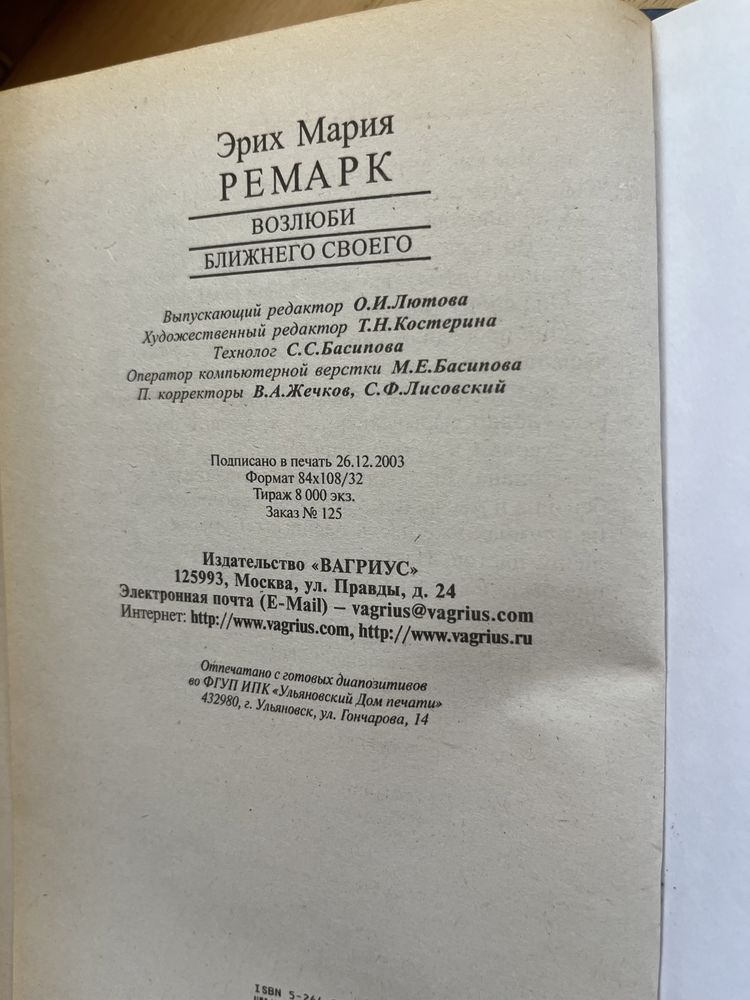 Эрих Мария
РЕМАРК
ВОЗЛЮБИ
БЛИЖНЕГО СВОЕГО
Выпускающий редактор О.И.Лютова
Художественный редактор Т.Н.Костерина
Технолог С.С.Басипова
Оператор компьютерной верстки М.Е.Басипова
П. корректоры В.А.Жечков, С.Ф.Лисовский
Подписано в печать 26.12.2003
Формат 84х108/32
Тираж 8 000 экз.
Заказ № 125
Издательство «ВАГРИУС»
125993, Москва, ул. Правды, д. 24
Электронная почта (E-Mail) – vagrius@vagrius.com
Интернет: http://www.vagrius.com, http://www.vagrius.ru
Отпечатано с готовых диапозитивов
во ФГУП ИПК «Ульяновский Дом печати»
432980, г. Ульяновск, ул. Гончарова, 14
ISBN